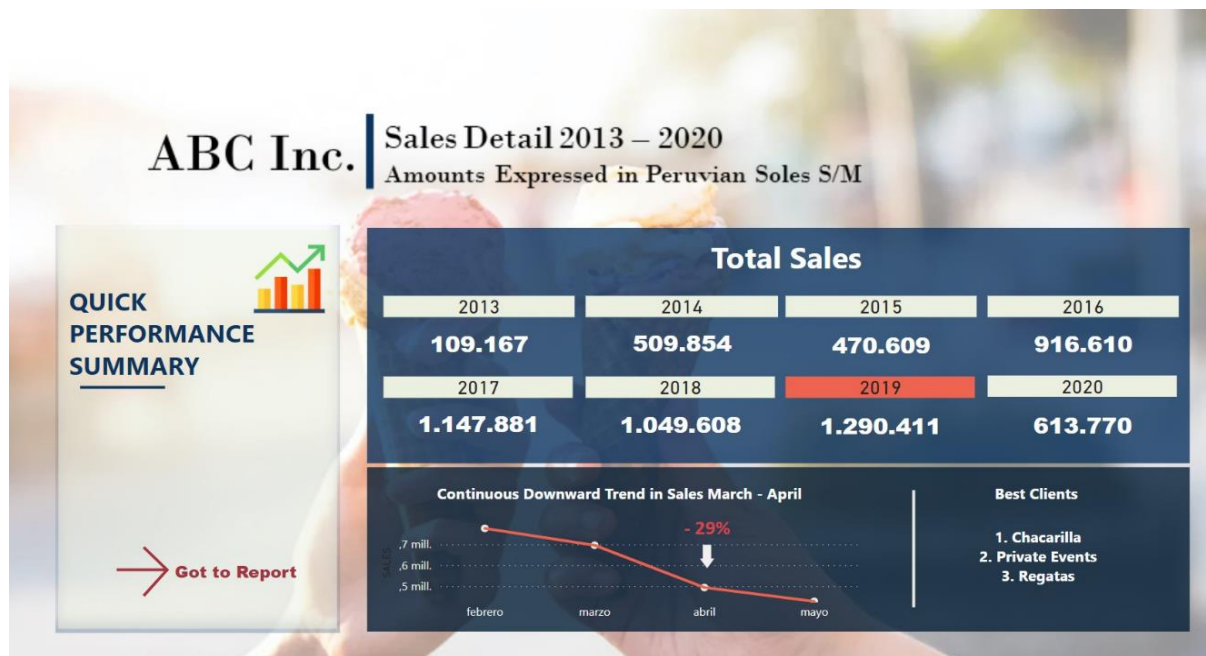 ABC Inc.
Sales Detail 2013 – 2020
Amounts Expressed in Peruvian Soles S/M
QUICK
PERFORMANCE
SUMMARY
Got to Report
Total Sales
2013 2014 2015 2016
109.167 509.854 470.609 916.610
2017 2018 2019 2020
1.147.881 1.049.608 1.290.411 613.770
Continuous Downward Trend in Sales March - April
- 29%
SALES
,7 mill.
,6 mill.
,5 mill.
febrero marzo abril mayo
Best Clients
1. Chacarilla
2. Private Events
3. Regatas